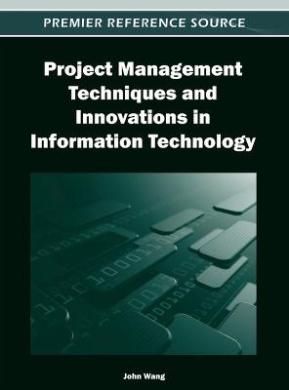 PREMIER REFERENCE SOURCE
Project Management
Techniques and
Innovations in
Information Technology
John Wang